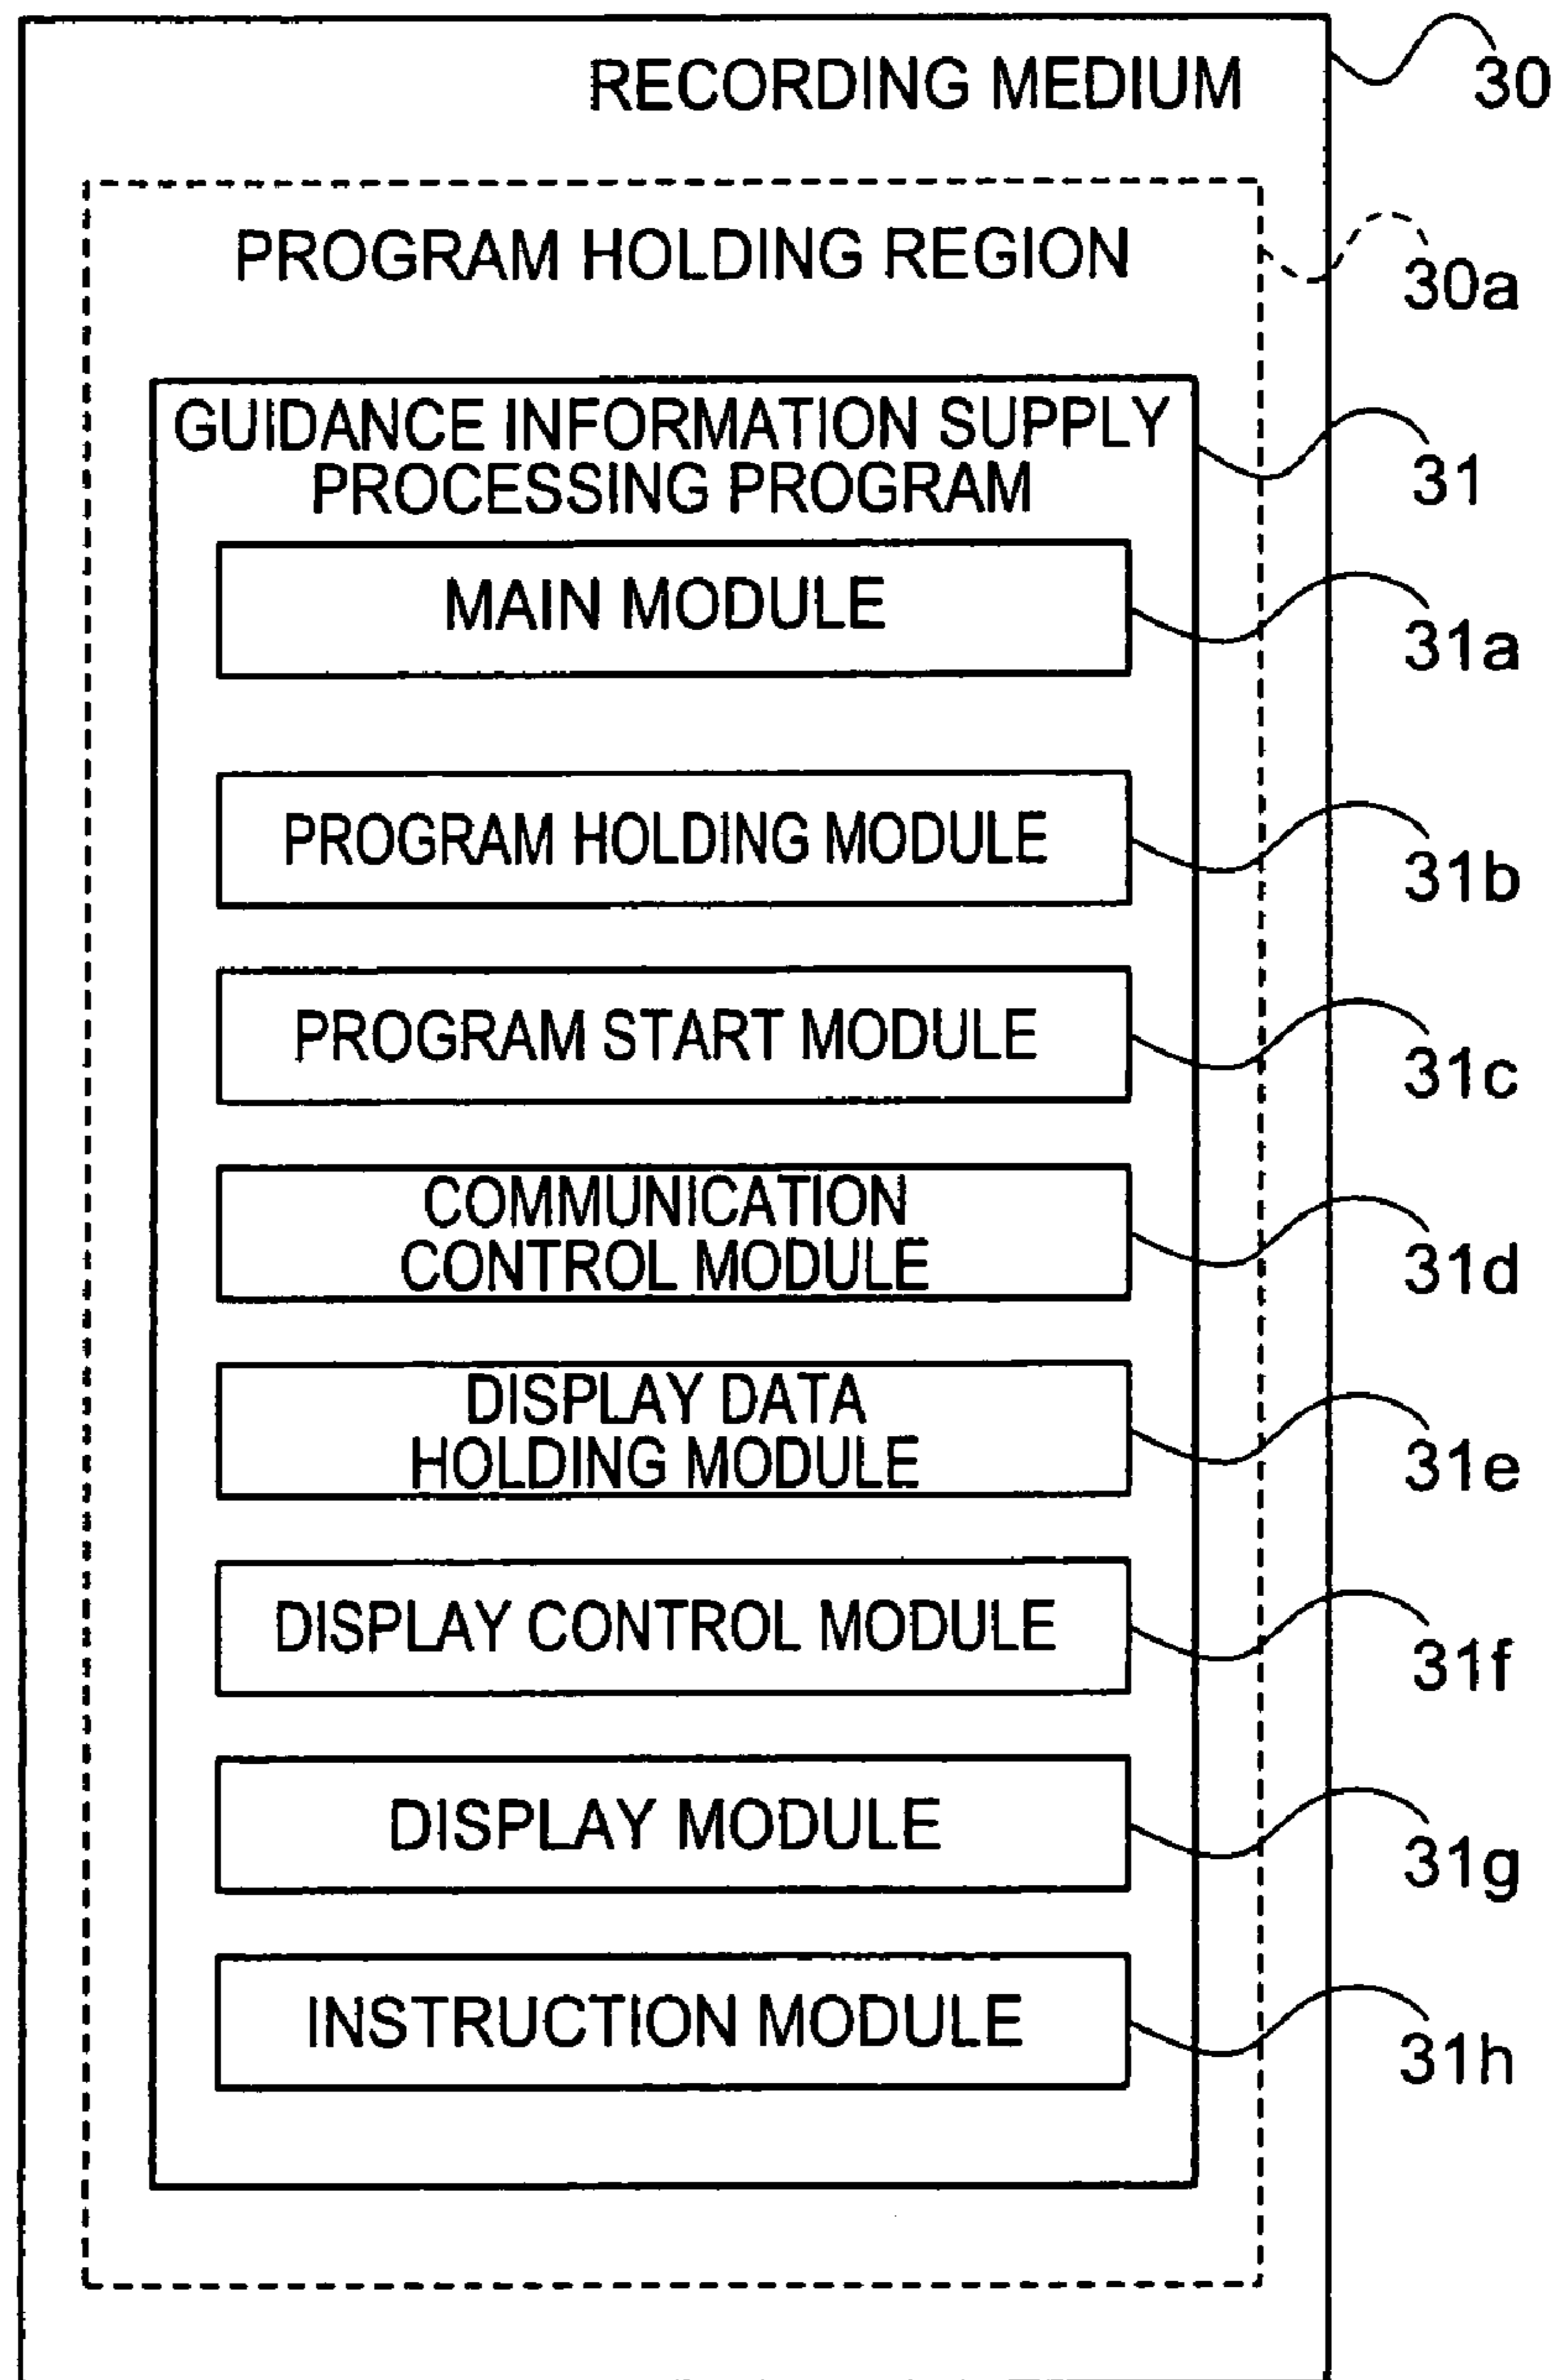 RECORDING MEDIUM
30
PROGRAM HOLDING REGION
30a
GUIDANCE INFORMATION SUPPLY
PROCESSING PROGRAM
31
MAIN MODULE
31a
PROGRAM HOLDING MODULE
31b
PROGRAM START MODULE
31c
COMMUNICATION
CONTROL MODULE
31d
DISPLAY DATA
HOLDING MODULE
31e
DISPLAY CONTROL MODULE
31f
DISPLAY MODULE
31g
INSTRUCTION MODULE
31h